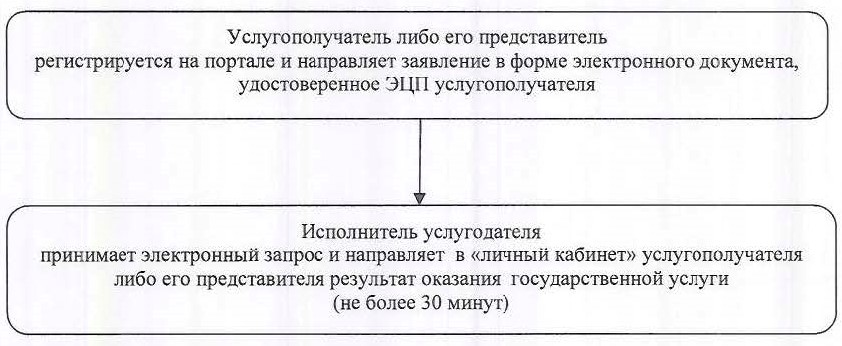 Услугополучатель либо его представитель
регистрируется на портале и направляет заявление в форме электронного документа,
удостоверенное ЭЦП услугополучателя
Исполнитель услугодателя
принимает электронный запрос и направляет в «личный кабинет» услугополучателя
либо его представителя результат оказания государственной услуги
(не более 30 минут)